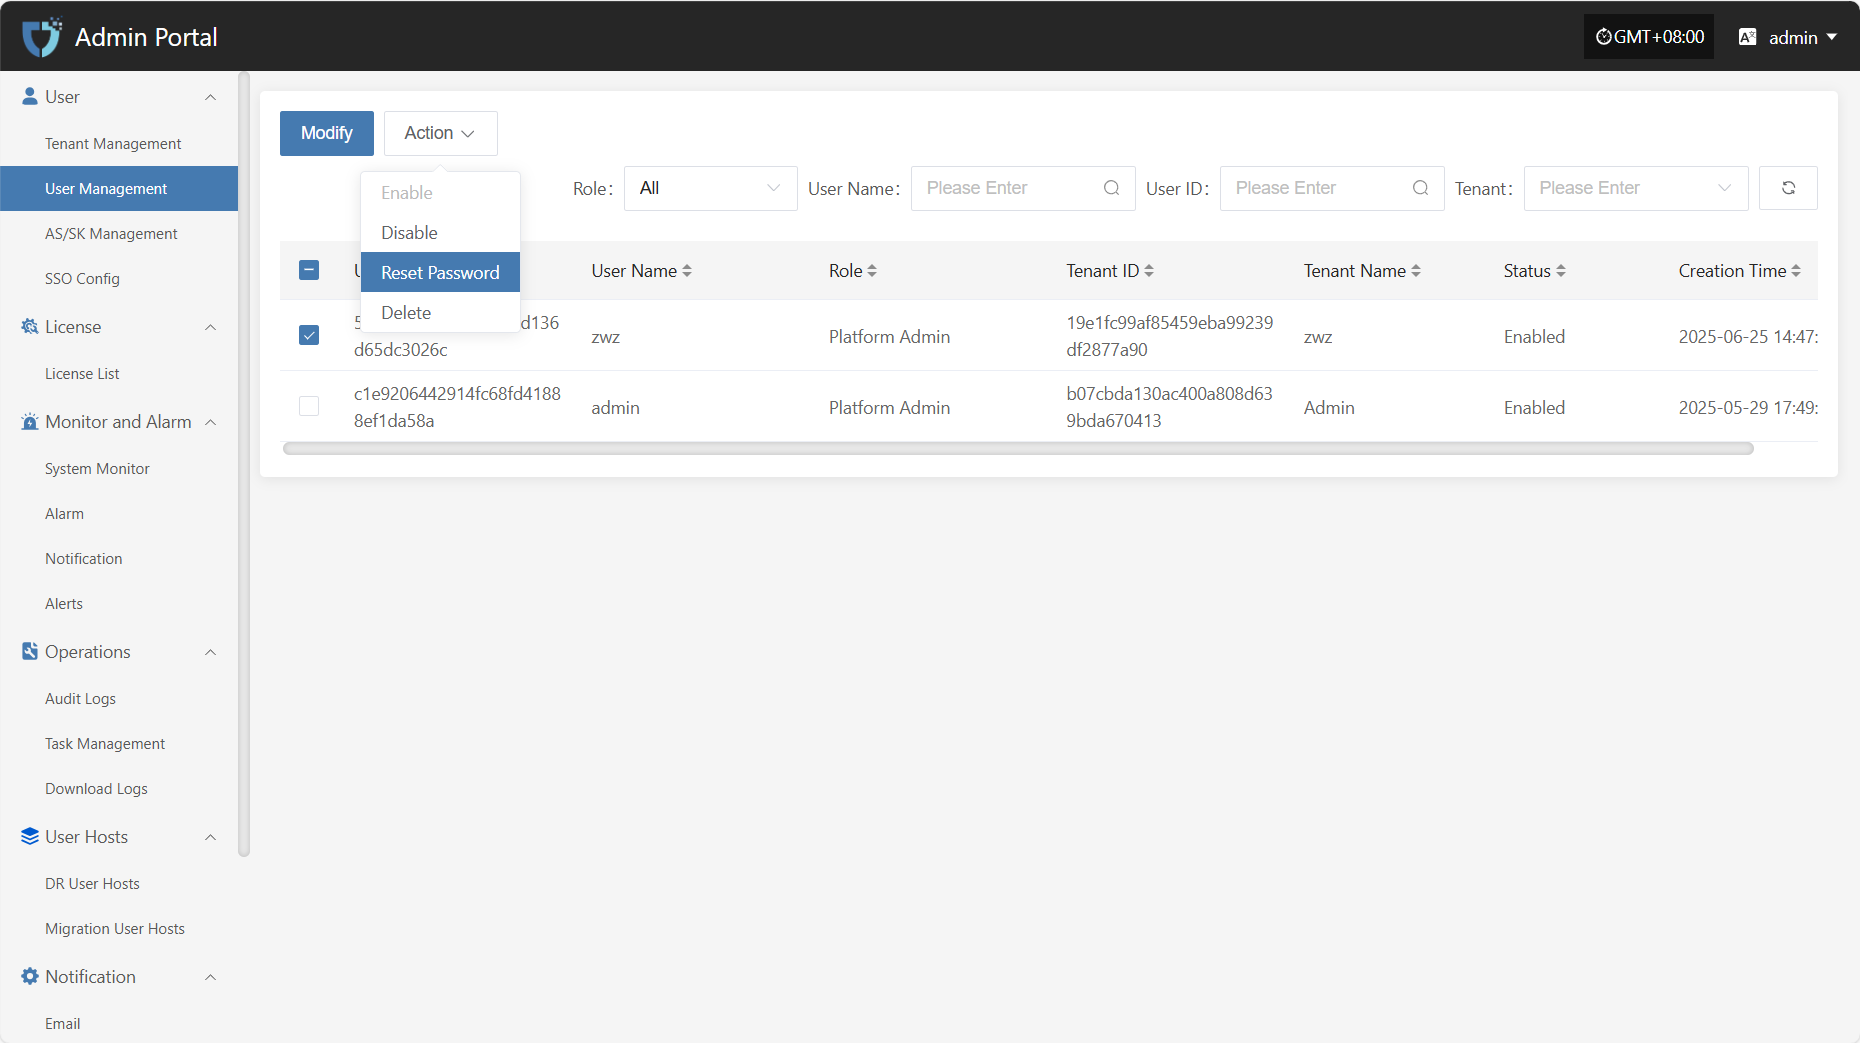 Admin Portal
GMT+08:00
admin
User
Tenant Management
User Management
AS/SK Management
SSO Config
License
License List
Monitor and Alarm
System Monitor
Alarm
Notification
Alerts
Operations
Audit Logs
Task Management
Download Logs
User Hosts
DR User Hosts
Migration User Hosts
Notification
Email
Modify
Action
Enable
Disable
Reset Password
Delete
Role:
All
User Name:
Please Enter
User ID:
Please Enter
Tenant:
Please Enter
User Name
Role
Tenant ID
Tenant Name
Status
Creation Time
d136
d65dc3026c
zwz
Platform Admin
19e1fc99af85459eba99239
df2877a90
zwz
Enabled
2025-06-25 14:47:
c1e9206442914fc68fd4188
8ef1da58a
admin
Platform Admin
b07cbda130ac400a808d63
9bda670413
Admin
Enabled
2025-05-29 17:49: